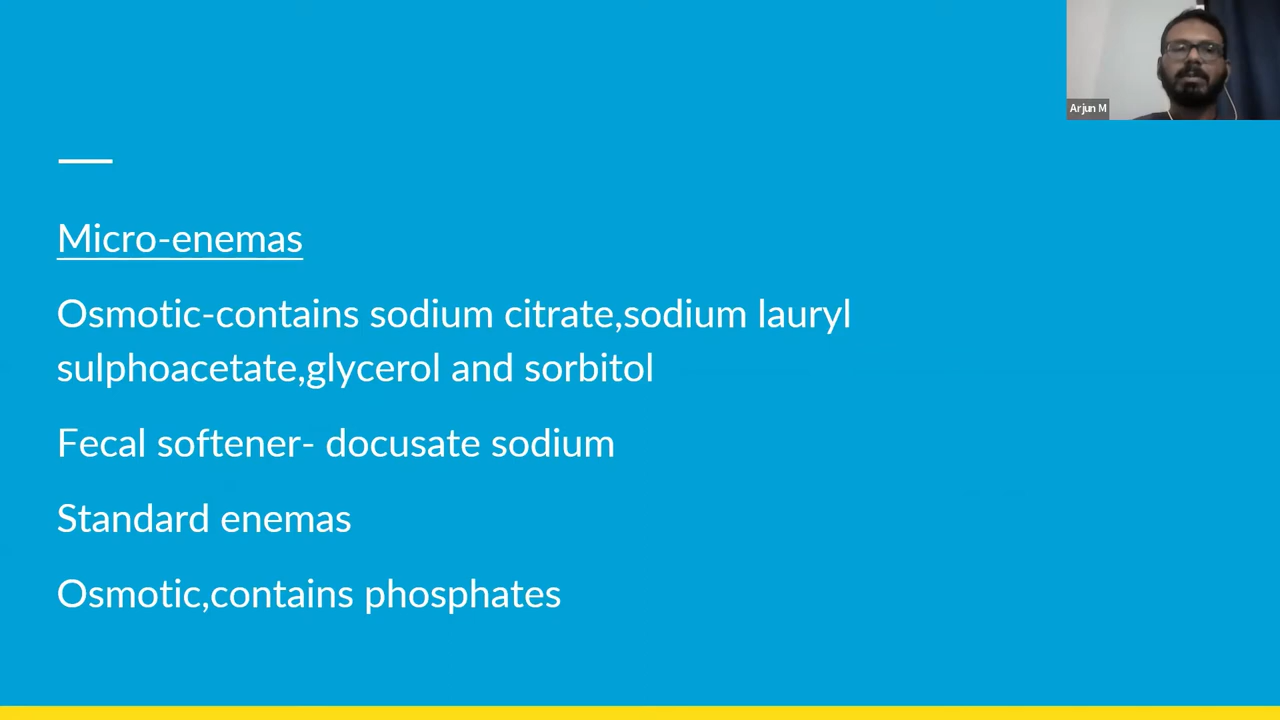 Arjun M
Micro-enemas
Osmotic-contains sodium citrate,sodium lauryl
sulphoacetate,glycerol and sorbitol
Fecal softener- docusate sodium
Standard enemas
Osmotic,contains phosphates